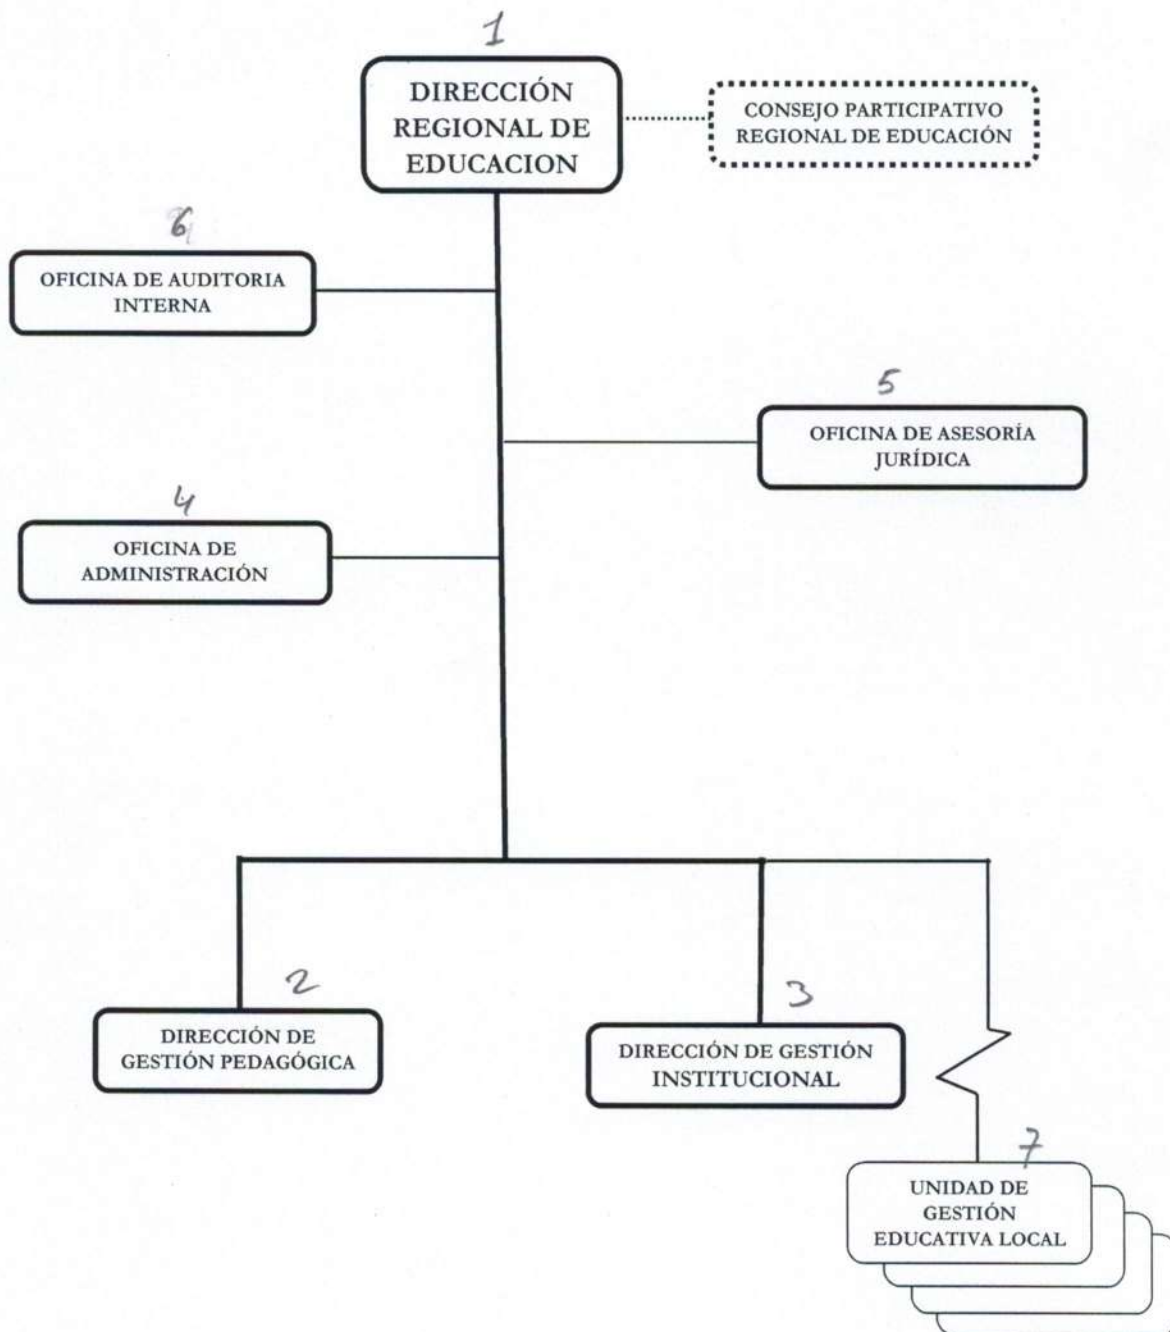 1
DIRECCIÓN
REGIONAL DE
EDUCACION
CONSEJO PARTICIPATIVO
REGIONAL DE EDUCACIÓN
6
OFICINA DE AUDITORIA
INTERNA
5
OFICINA DE ASESORÍA
JURÍDICA
4
OFICINA DE
ADMINISTRACIÓN
2
DIRECCIÓN DE
GESTIÓN PEDAGÓGICA
3
DIRECCIÓN DE GESTIÓN
INSTITUCIONAL
7
UNIDAD DE
GESTIÓN
EDUCATIVA LOCAL